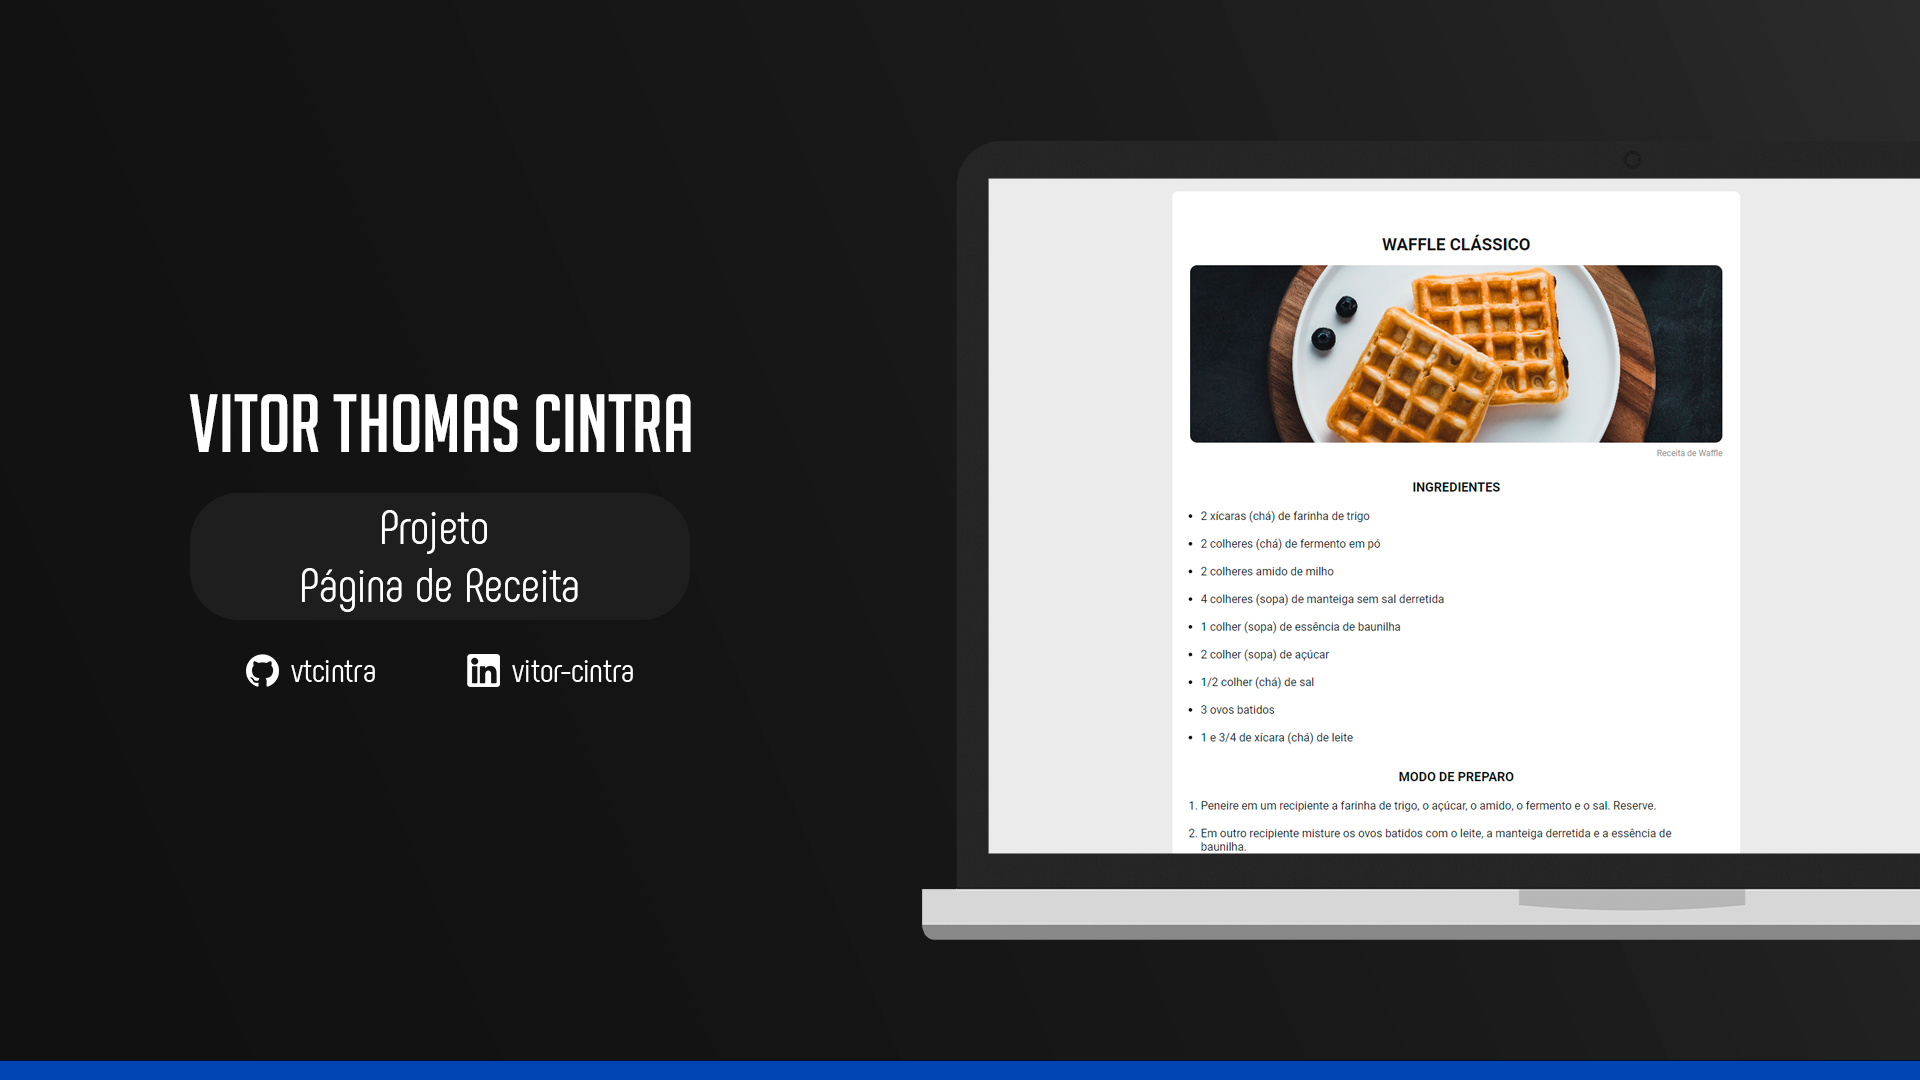 VITOR THOMAS CINTRA
Projeto
Página de Receita
vtcintra
vitor-cintra
WAFFLE CLÁSSICO
Receita de Waffle
INGREDIENTES
• 2 xícaras (chá) de farinha de trigo
• 2 colheres (chá) de fermento em pó
• 2 colheres amido de milho
• 4 colheres (sopa) de manteiga sem sal derretida
• 1 colher (sopa) de essência de baunilha
• 2 colher (sopa) de açúcar
• 1/2 colher (chá) de sal
• 3 ovos batidos
• 1 e 3/4 de xícara (chá) de leite
MODO DE PREPARO
1. Peneire em um recipiente a farinha de trigo, o açúcar, o amido, o fermento e o sal. Reserve.
2. Em outro recipiente misture os ovos batidos com o leite, a manteiga derretida e a essência de
baunilha.